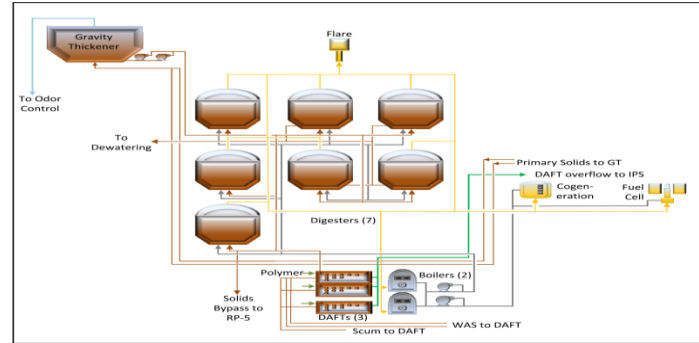 Gravity
Thickener
Flare
To Odor
Control
To
Dewatering
Primary Solids to GT
DAFT overflow to IPS
Cogen-
eration
Fuel
Cell
Digesters (7)
Polymer
Boilers (2)
Solids
Bypass to
RP-5
DAFTs (3)
WAS to DAFT
Scum to DAFT